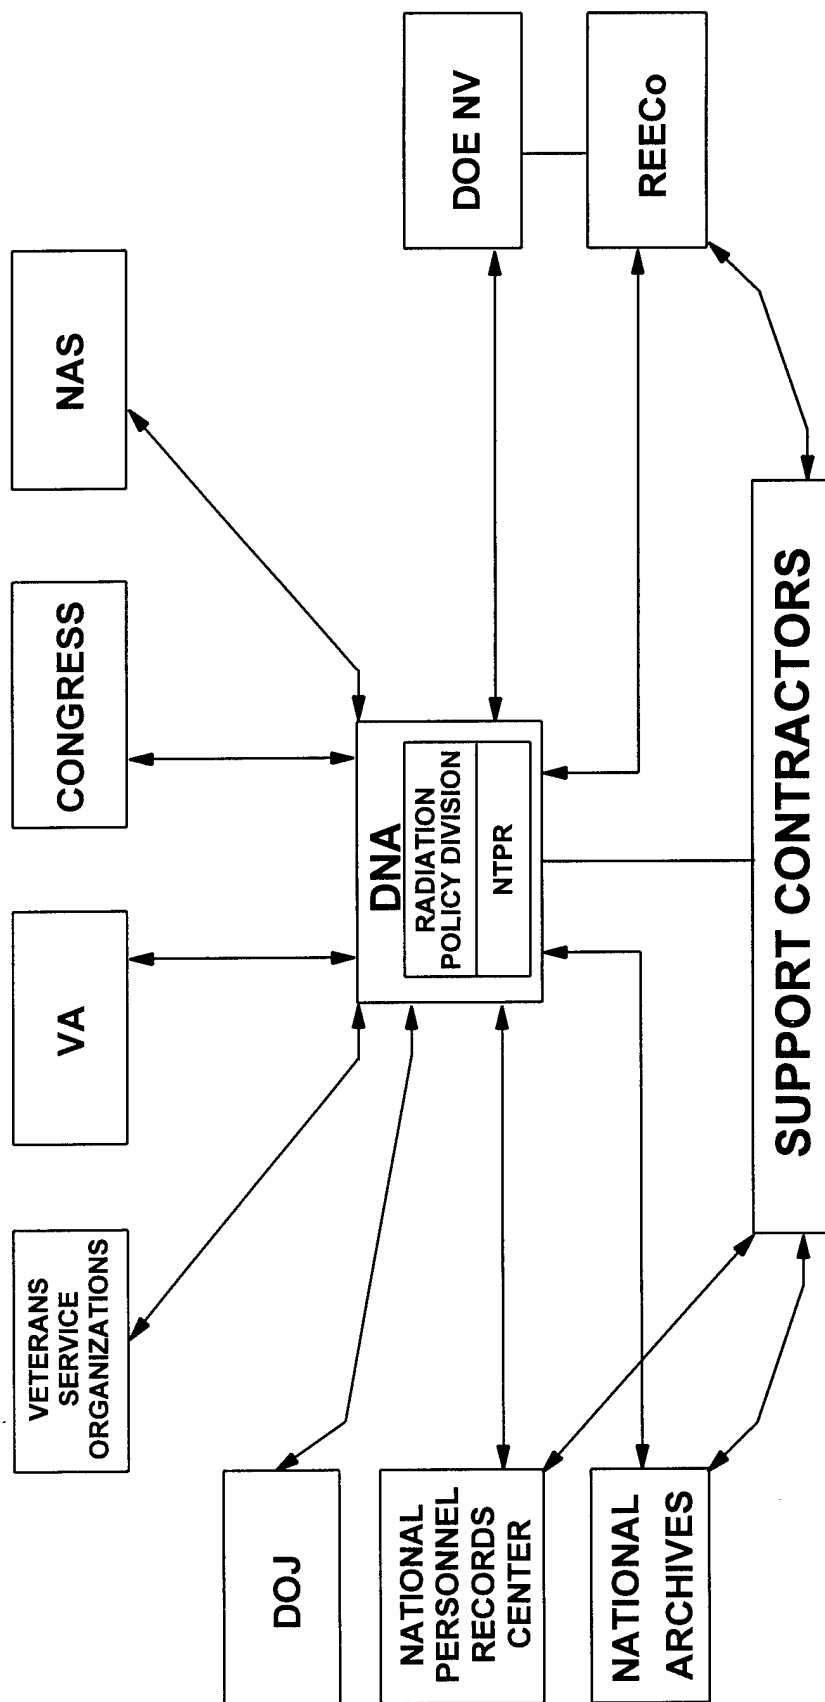 VETERANS
SERVICE
ORGANIZATIONS
VA
CONGRESS
NAS
DOJ
DNA
RADIATION
POLICY DIVISION
NTPR
DOE NV
NATIONAL
PERSONNEL
RECORDS
CENTER
NATIONAL
ARCHIVES
REECo
SUPPORT CONTRACTORS